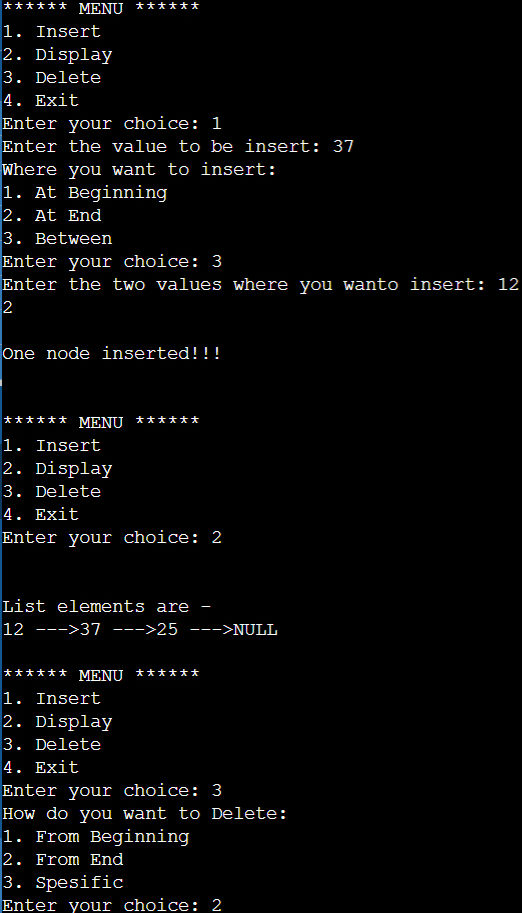 ****** MENU ******
1. Insert
2. Display
3. Delete
4. Exit
Enter your choice: 1
Enter the value to be insert: 37
Where you want to insert:
1. At Beginning
2. At End
3. Between
Enter your choice: 3
Enter the two values where you wanto insert: 12
2
One node inserted!!!
****** MENU ******
1. Insert
2. Display
3. Delete
4. Exit
Enter your choice: 2
List elements are -
12 --->37 --->25 --->NULL
****** MENU ******
1. Insert
2. Display
3. Delete
4. Exit
Enter your choice: 3
How do you want to Delete:
1. From Beginning
2. From End
3. Spesific
Enter your choice: 2